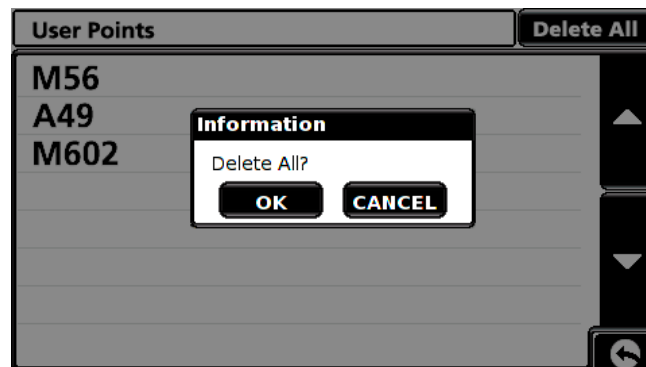 User Points
Delete All
M56
A49
M602
Information
Delete All?
OK CANCEL